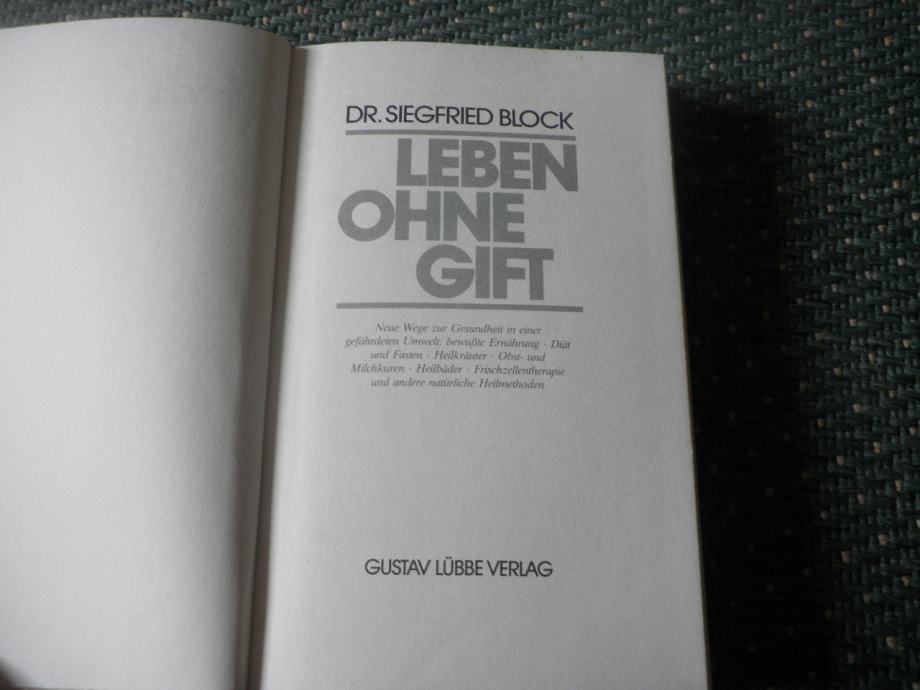 DR. SIEGFRIED BLOCK
LEBEN
OHNE
GIFT
Neue Wege zur Gesundheit in einer
gefährdeten Umwelt: bewußte Ernährung · Diät
und Fasten · Heilkräuter · Obst- und
Milchkuren · Heilbäder · Frischzellentherapie
und andere natürliche Heilmethoden
GUSTAV LÜBBE VERLAG